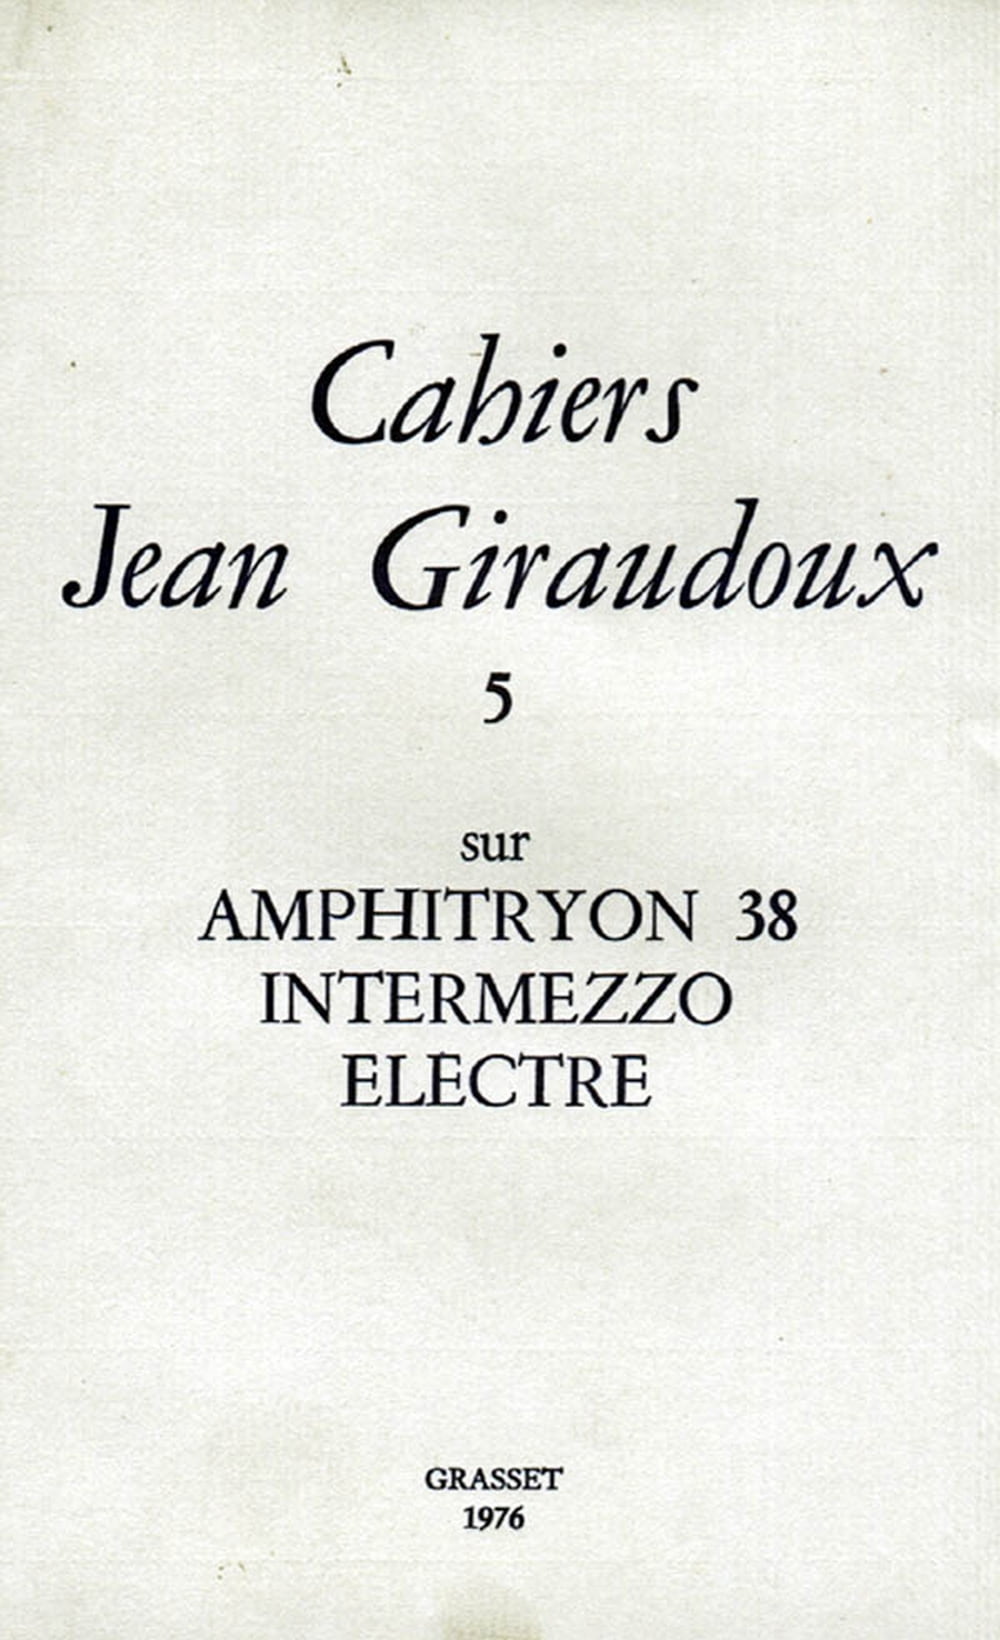 Cahiers
Jean Giraudoux
5
sur
AMPHITRYON 38
INTERMEZZO
ELECTRE
GRASSET
1976